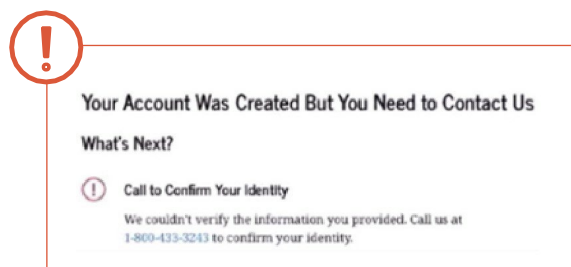 Your Account Was Created But You Need to Contact Us
What's Next?
Call to Confirm Your Identity
We couldn't verify the information you provided. Call us at
1-800-433-3243 to confirm your identity.